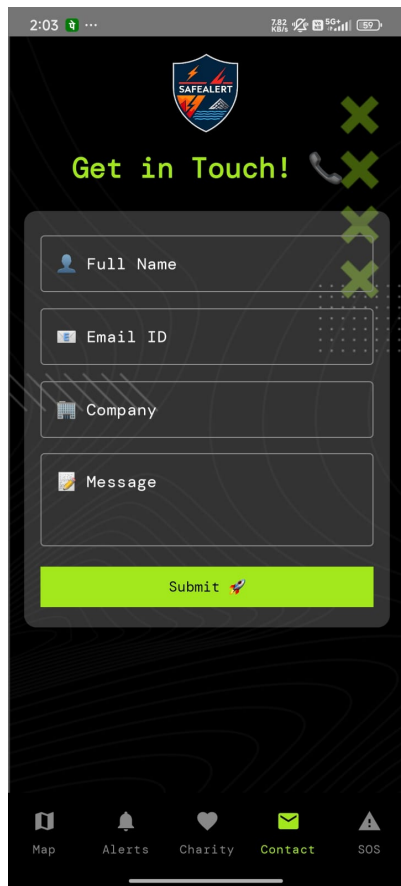 2:03 पे ...
7.82 KB/s 5G+ 59
SAFEALERT
Get in Touch! 📞
👤 Full Name
📧 Email ID
🏢 Company
📝 Message
Submit 🚀
Map Alerts Charity Contact SOS